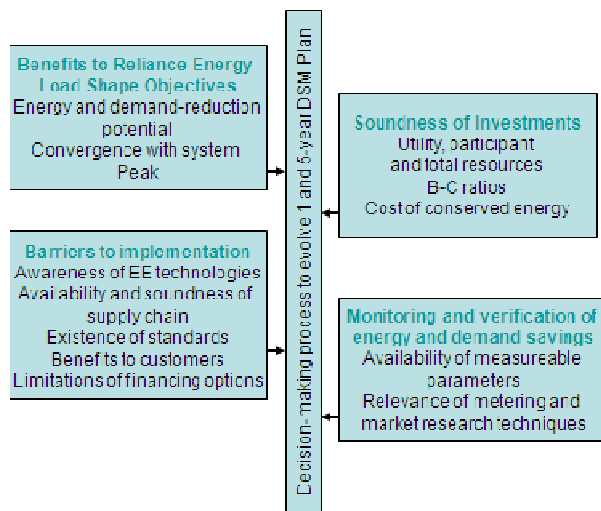 Benefits to Reliance Energy
Load Shape Objectives
Energy and demand-reduction
potential
Convergence with system
Peak
Barriers to implementation
Awareness of EE technologies
Availability and soundness of
supply chain
Existence of standards
Benefits to customers
Limitations of financing options
Decision-making process to evolve 1 and 5-year DSM Plan
Soundness of Investments
Utility, participant
and total resources
B-C ratios
Cost of conserved energy
Monitoring and verification of
energy and demand savings
Availability of measureable
parameters
Relevance of metering and
market research techniques